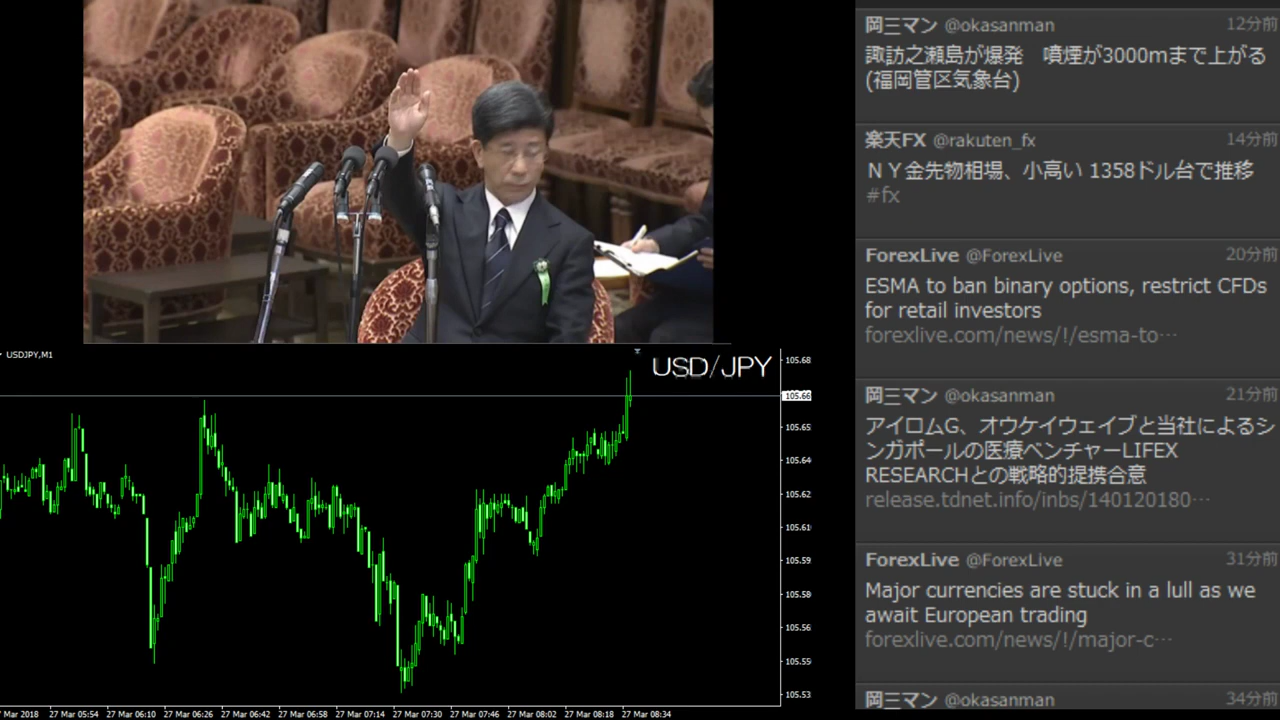 USDJPY,M1
USD/JPY
105.68
105.66
105.65
105.64
105.62
105.61
105.59
105.58
105.56
105.55
105.53
Mar 2018
27 Mar 05:54
27 Mar 06:10
27 Mar 06:26
27 Mar 06:42
27 Mar 06:58
27 Mar 07:14
27 Mar 07:30
27 Mar 07:46
27 Mar 08:02
27 Mar 08:18
27 Mar 08:34
岡三マン @okasanman 12分前
諏訪之瀬島が爆発　噴煙が3000mまで上がる
(福岡管区気象台)
楽天FX @rakuten_fx 14分前
ＮＹ金先物相場、小高い 1358ドル台で推移
#fx
ForexLive @ForexLive 20分前
ESMA to ban binary options, restrict CFDs
for retail investors
forexlive.com/news/!/esma-to…
岡三マン @okasanman 21分前
アイロムG、オウケイウェイブと当社によるシ
ンガポールの医療ベンチャーLIFEX
RESEARCHとの戦略的提携合意
release.tdnet.info/inbs/140120180…
ForexLive @ForexLive 31分前
Major currencies are stuck in a lull as we
await European trading
forexlive.com/news/!/major-c…
岡三マン @okasanman 34分前